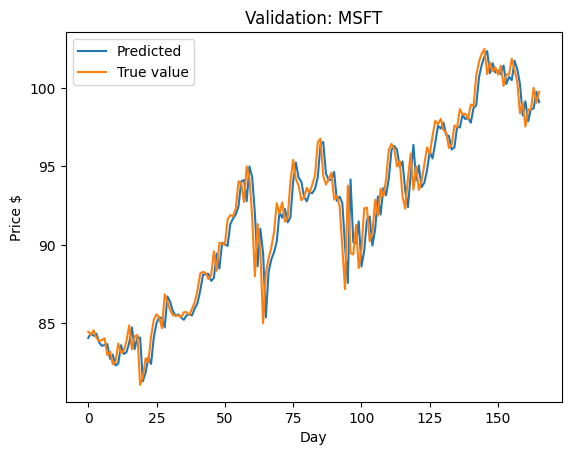 Validation: MSFT
Predicted
True value
100
95
90
85
Price $
0 25 50 75 100 125 150
Day